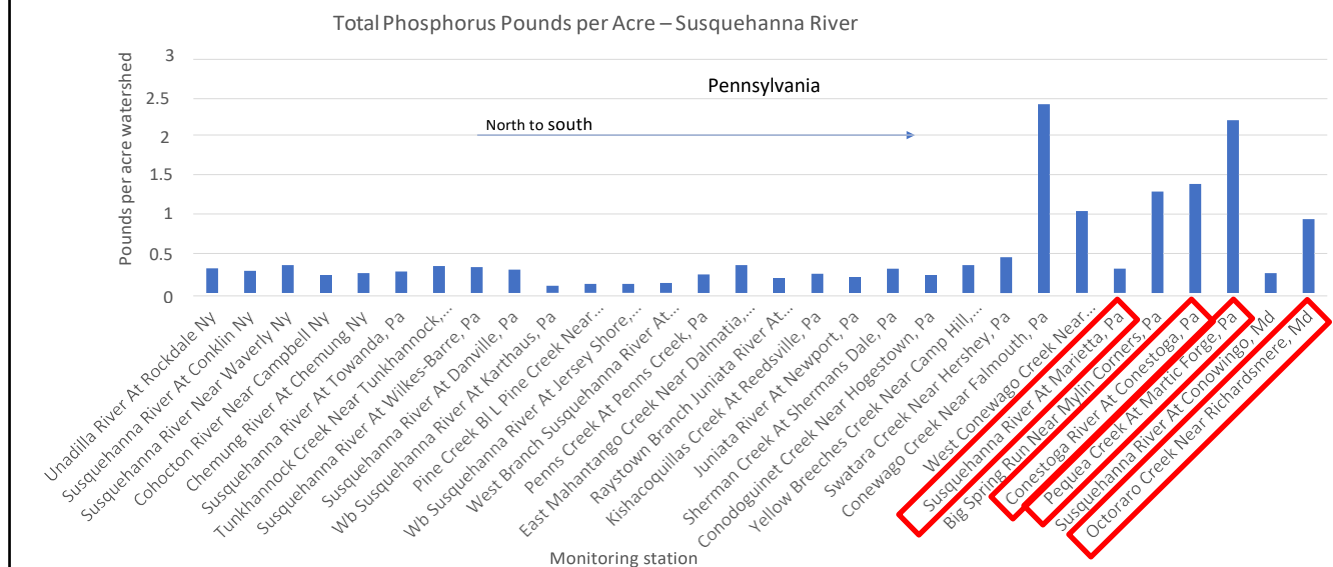 Total Phosphorus Pounds per Acre – Susquehanna River
Pounds per acre watershed
3
2.5
2
1.5
1
0.5
0
Pennsylvania
North to south
Unadilla River At Rockdale Ny
Susquehanna River At Conklin Ny
Susquehanna River Near Waverly Ny
Cohocton River Near Campbell Ny
Chemung River At Chemung Ny
Susquehanna River At Towanda, Pa
Tunkhannock Creek Near Tunkhannock,...
Susquehanna River At Wilkes-Barre, Pa
Susquehanna River At Danville, Pa
Wb Susquehanna River At Karthaus, Pa
Pine Creek Bl L Pine Creek Near...
Wb Susquehanna River At Jersey Shore,...
West Branch Susquehanna River At...
Penns Creek At Penns Creek, Pa
East Mahantango Creek Near Dalmatia,...
Raystown Branch Juniata River At...
Kishacoquillas Creek At Reedsville, Pa
Juniata River At Newport, Pa
Sherman Creek At Shermans Dale, Pa
Conodoguinet Creek Near Hogestown, Pa
Yellow Breeches Creek Near Camp Hill,...
Swatara Creek Near Hershey, Pa
Conewago Creek Near Falmouth, Pa
West Conewago Creek Near...
Susquehanna River At Marietta, Pa
Big Spring Run Near Mylin Corners, Pa
Conestoga River At Conestoga, Pa
Pequea Creek At Martic Forge, Pa
Susquehanna River At Conowingo, Md
Octoraro Creek Near Richardsmere, Md
Monitoring station